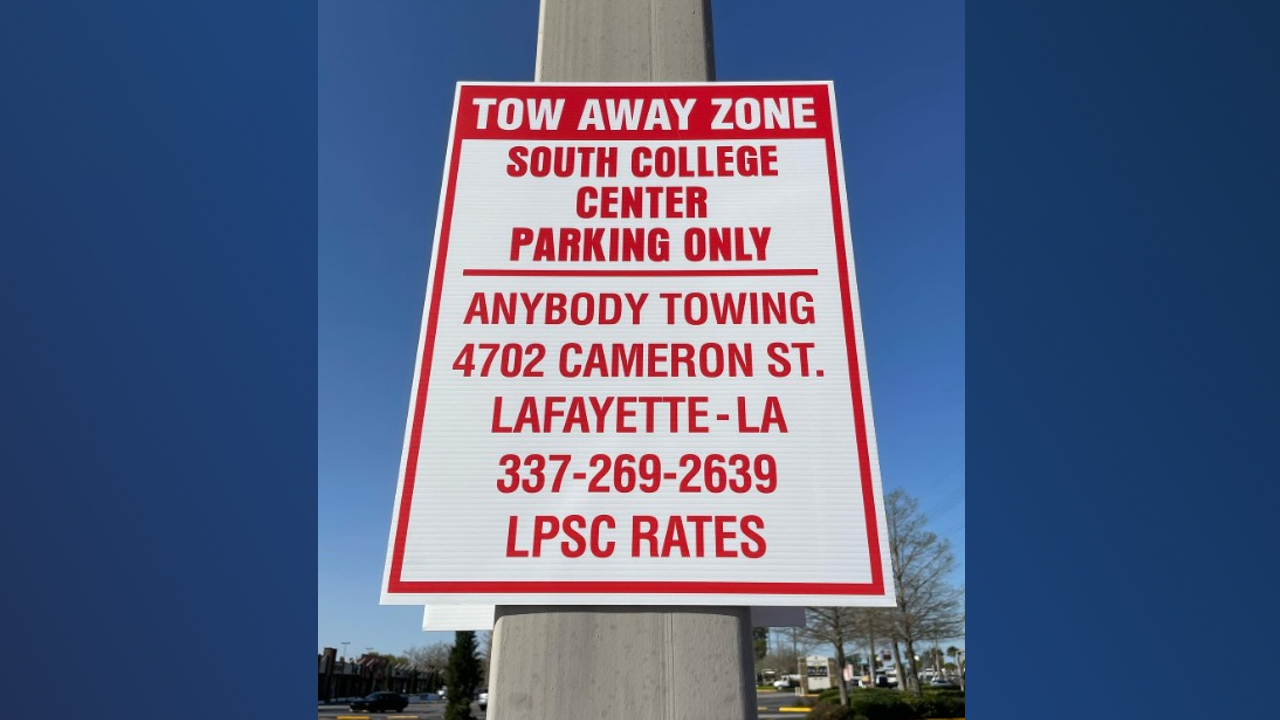 TOW AWAY ZONE
SOUTH COLLEGE
CENTER
PARKING ONLY
ANYBODY TOWING
4702 CAMERON ST.
LAFAYETTE-LA
337-269-2639
LPSC RATES